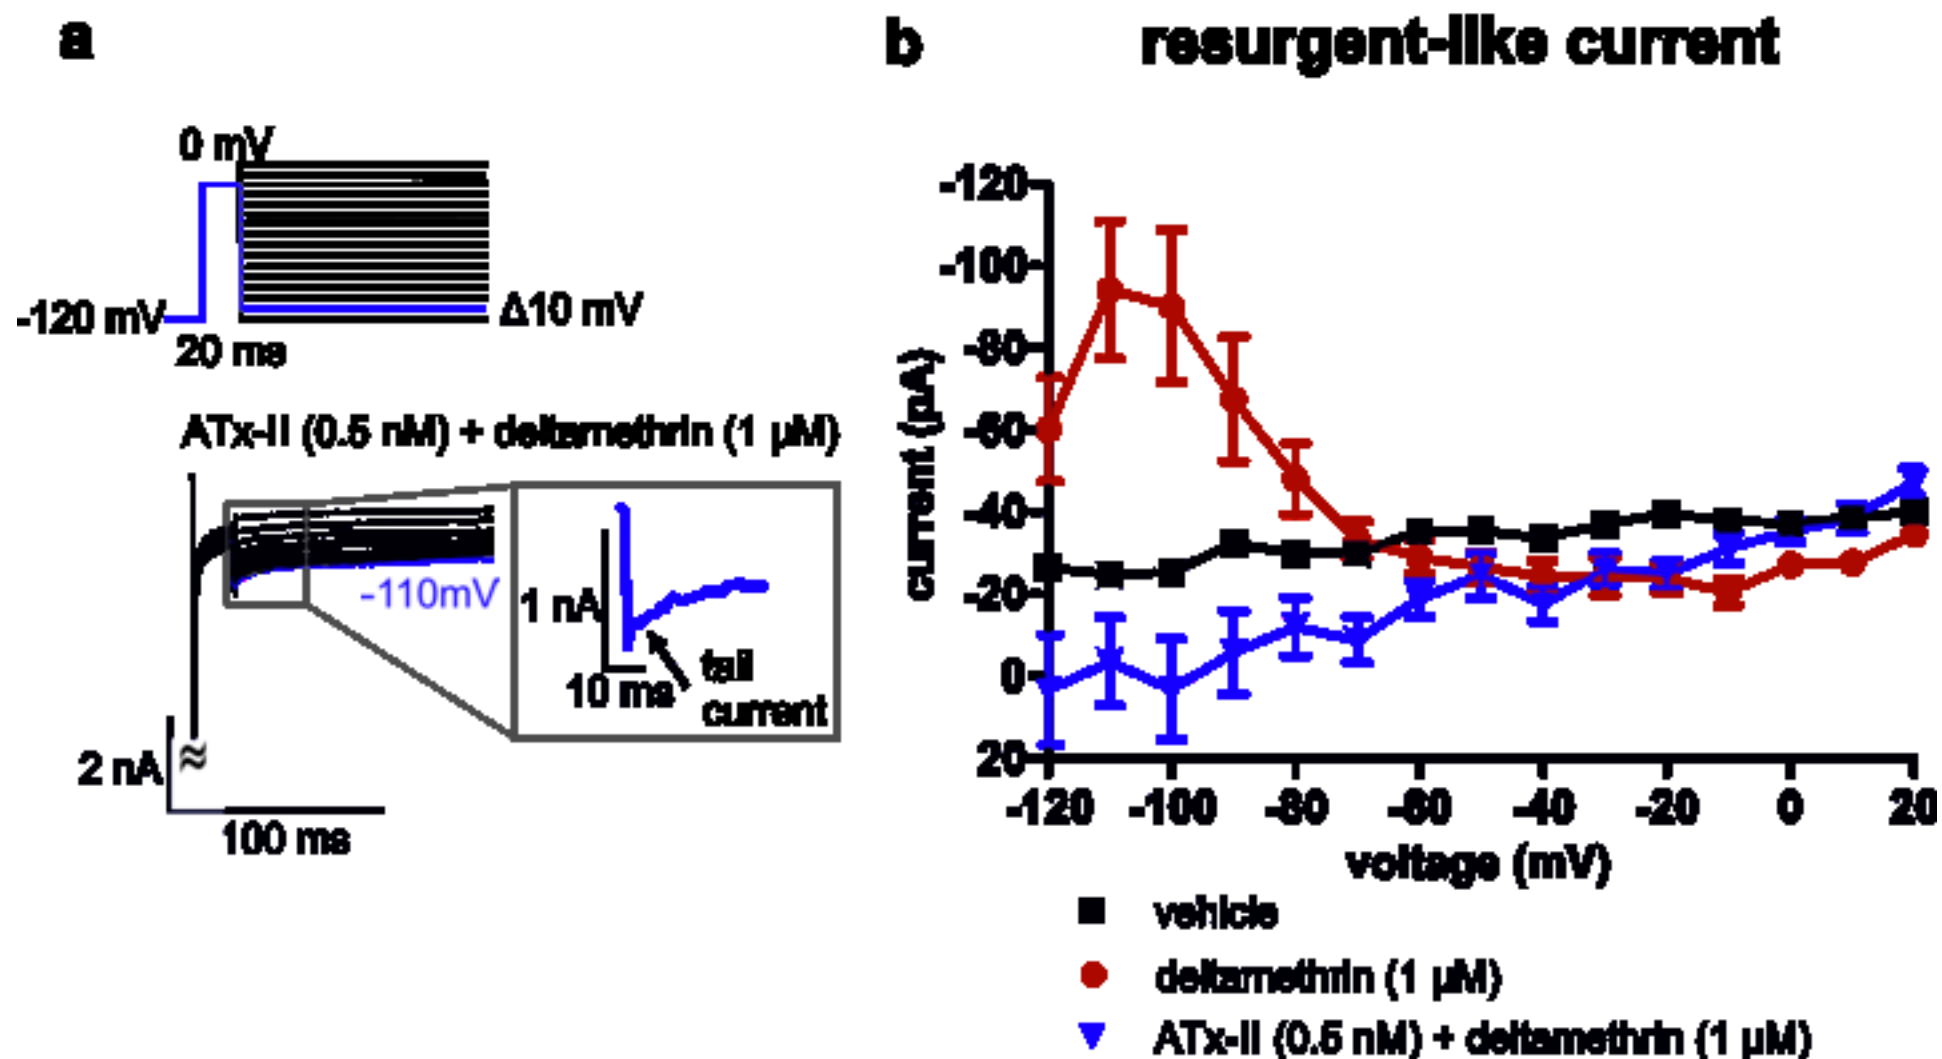 a
0 mV
-120 mV
Δ10 mV
20 ms
ATx-II (0.5 nM) + deltamethrin (1 µM)
-110mV
1 nA
10 ms
tail
current
2 nA
≈
100 ms
b
resurgent-like current
current (pA)
-120
-100
-80
-60
-40
-20
0
20
-120 -100 -80 -60 -40 -20 0 20
voltage (mV)
vehicle
deltamethrin (1 µM)
ATx-II (0.5 nM) + deltamethrin (1 µM)